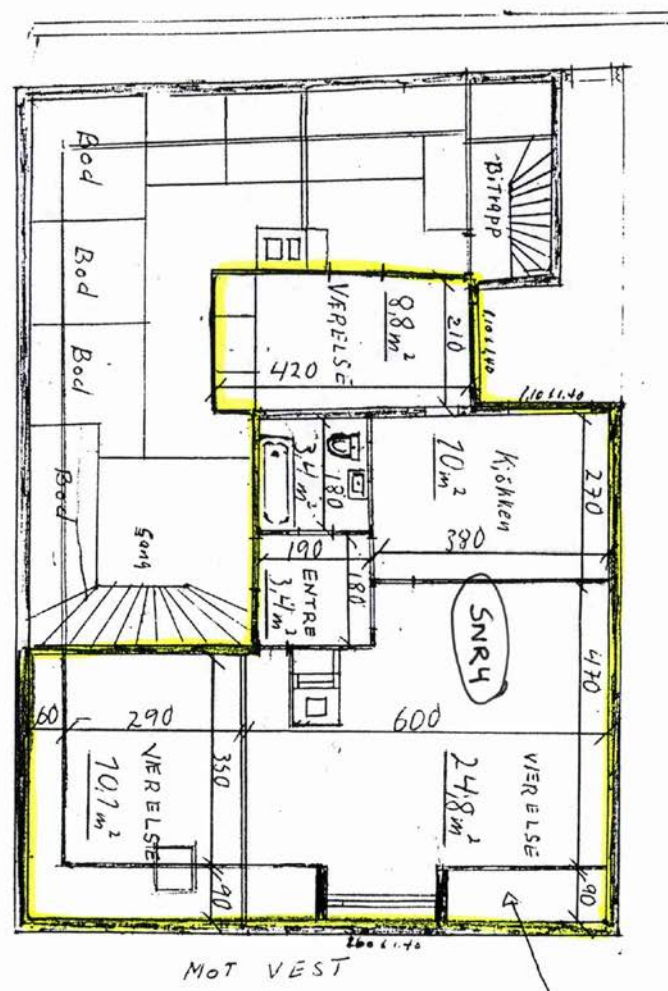 Bod
Bod
Bod
Bod
Bitrapp
VÆRELSE
8,8 m²
210
420
3,4 m²
180
Kjøkken
10 m²
270
380
190
ENTRE
3,4 m²
180
Gang
SNR4
470
60
290
600
VÆRELSE
10,1 m²
350
90
VÆRELSE
24,8 m²
90
MOT VEST